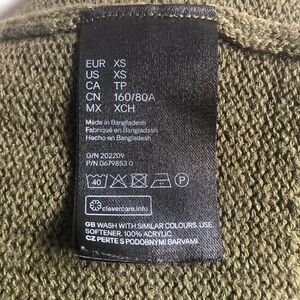 EUR XS
US XS
CA TP
CN 160/80A
MX XCH
Made in Bangladesh
Fabriqué en Bangladesh
Hecho en Bangladesh
O/N 202209
P/N 0679853 0
40 P
clevercare.info
GB WASH WITH SIMILAR COLOURS. USE
SOFTENER. 100% ACRYLIC.
CZ PERTE S PODOBNÝMI BARVAMI.